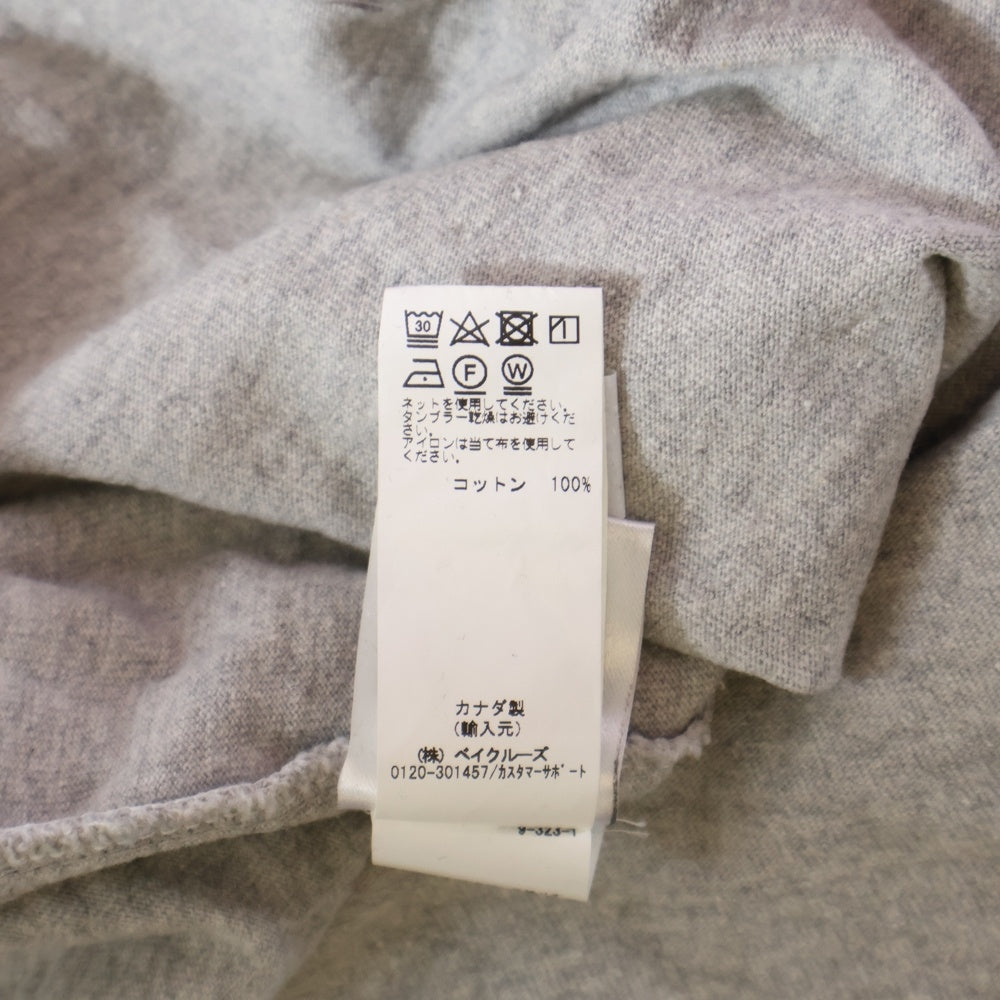 30
F W
ネットを使用してください。
タンブラー乾燥はお避けくだ
さい。
アイロンは当て布を使用して
ください。
コットン 100%
カナダ製
(輸入元)
(株) ベイクルーズ
0120-301457/カスタマーサポート
9-323-1